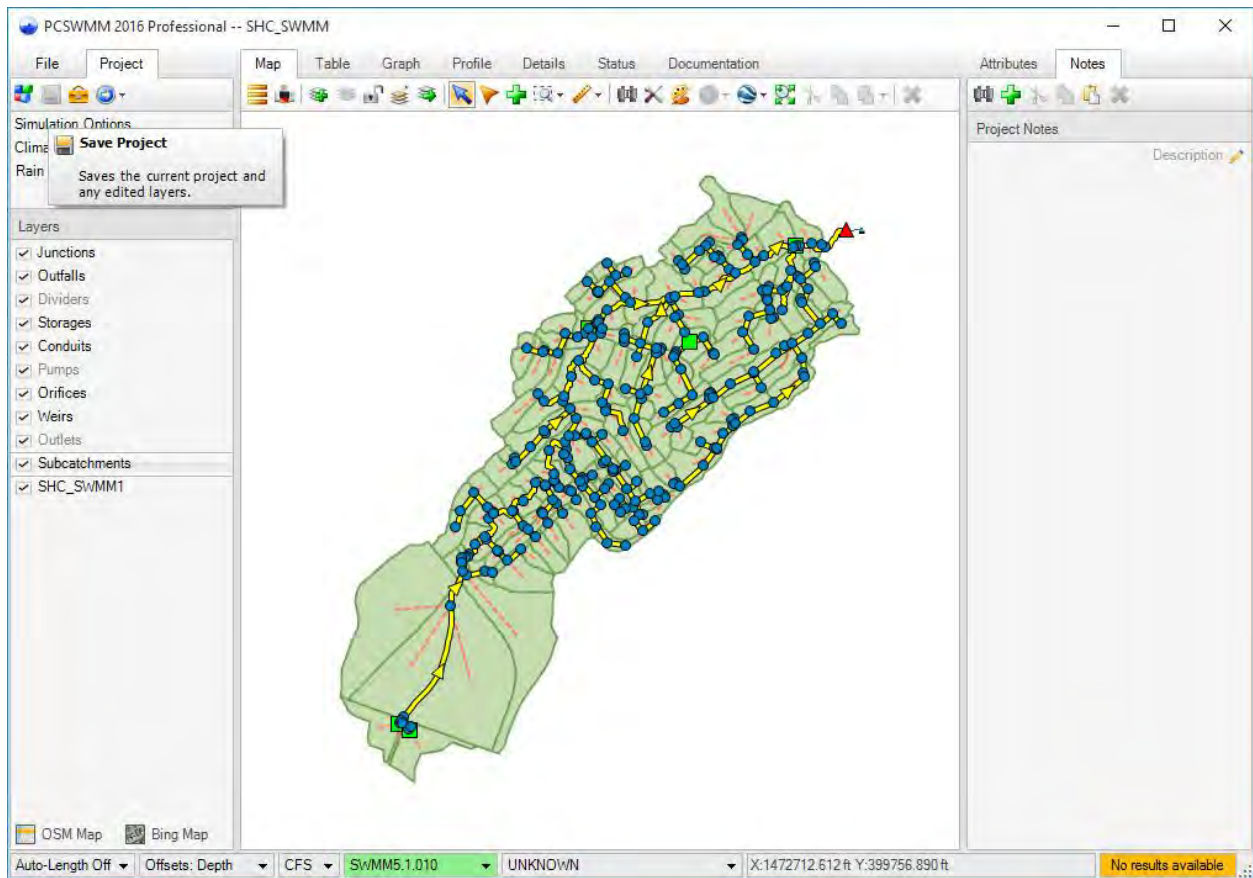 PCSWMM 2016 Professional -- SHC_SWMM
File Project Map Table Graph Profile Details Status Documentation Attributes Notes
Simulation Options
Clima
Rain
Save Project
Saves the current project and
any edited layers.
Project Notes
Description
Layers
Junctions
Outfalls
Dividers
Storages
Conduits
Pumps
Orifices
Weirs
Outlets
Subcatchments
SHC_SWMM1
OSM Map Bing Map
Auto-Length Off Offsets: Depth CFS SWMM5.1.010 UNKNOWN X:1472712.612 ft Y:399756.890 ft No results available